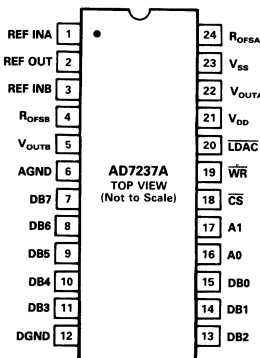 REF INA 1
REF OUT 2
REF INB 3
ROFSB 4
VOUTB 5
AGND 6
DB7 7
DB6 8
DB5 9
DB4 10
DB3 11
DGND 12
AD7237A
TOP VIEW
(Not to Scale)
24 ROFSA
23 VSS
22 VOUTA
21 VDD
20 LDAC
19 WR
18 CS
17 A1
16 A0
15 DB0
14 DB1
13 DB2